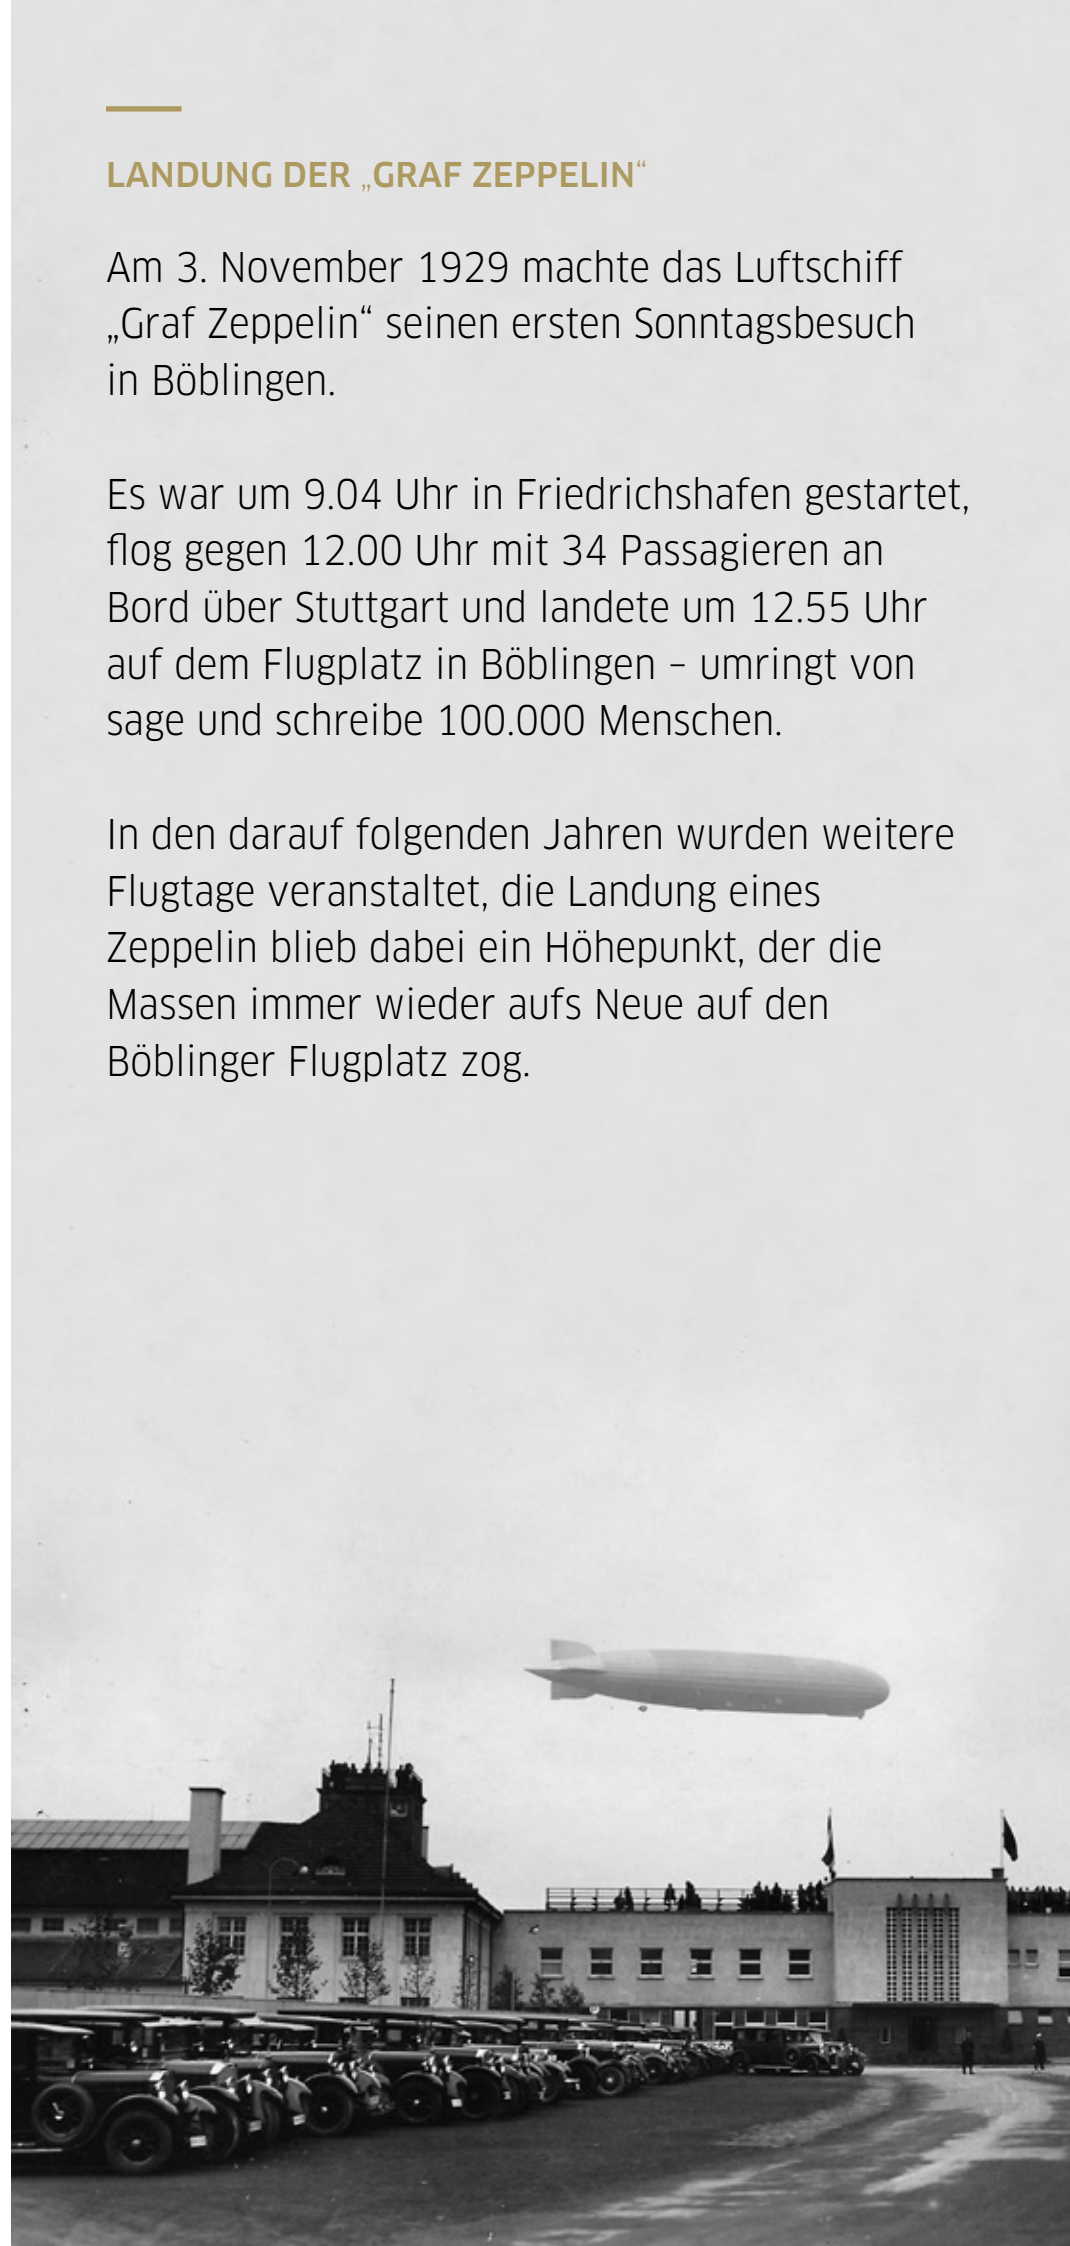 LANDUNG DER „GRAF ZEPPELIN“
Am 3. November 1929 machte das Luftschiff
„Graf Zeppelin“ seinen ersten Sonntagsbesuch
in Böblingen.
Es war um 9.04 Uhr in Friedrichshafen gestartet,
flog gegen 12.00 Uhr mit 34 Passagieren an
Bord über Stuttgart und landete um 12.55 Uhr
auf dem Flugplatz in Böblingen – umringt von
sage und schreibe 100.000 Menschen.
In den darauf folgenden Jahren wurden weitere
Flugtage veranstaltet, die Landung eines
Zeppelin blieb dabei ein Höhepunkt, der die
Massen immer wieder aufs Neue auf den
Böblinger Flugplatz zog.